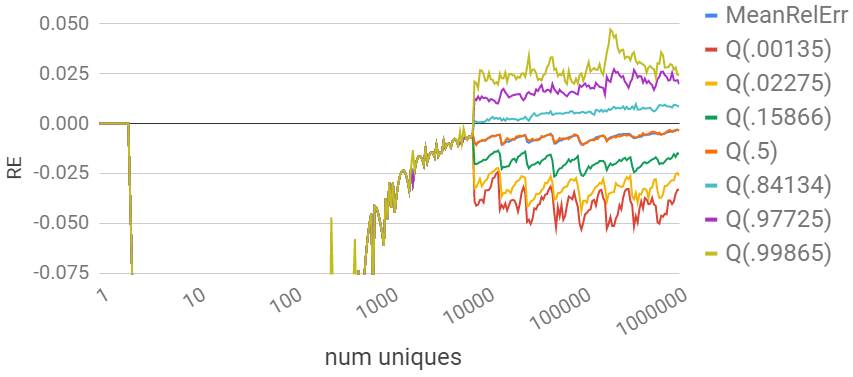 0.050
0.025
0.000
-0.025
-0.050
-0.075
RE
1
10
100
1000
10000
100000
1000000
num uniques
MeanRelErr
Q(.00135)
Q(.02275)
Q(.15866)
Q(.5)
Q(.84134)
Q(.97725)
Q(.99865)